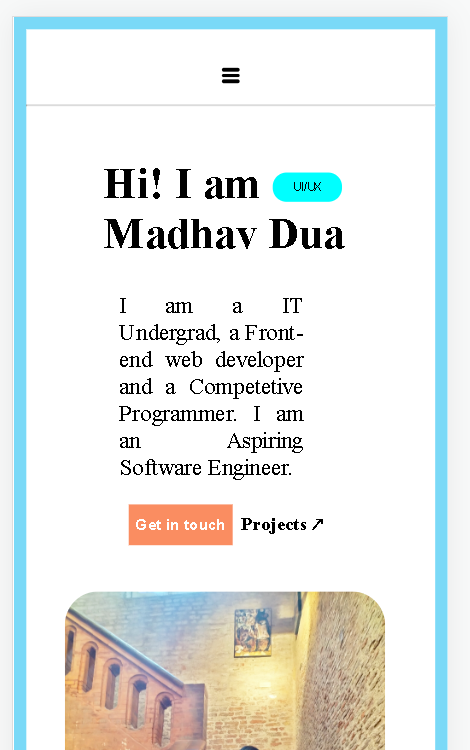 Hi! I am UI/UX
Madhav Dua
I am a IT
Undergrad, a Front-
end web developer
and a Competetive
Programmer. I am
an Aspiring
Software Engineer.
Get in touch Projects ↗